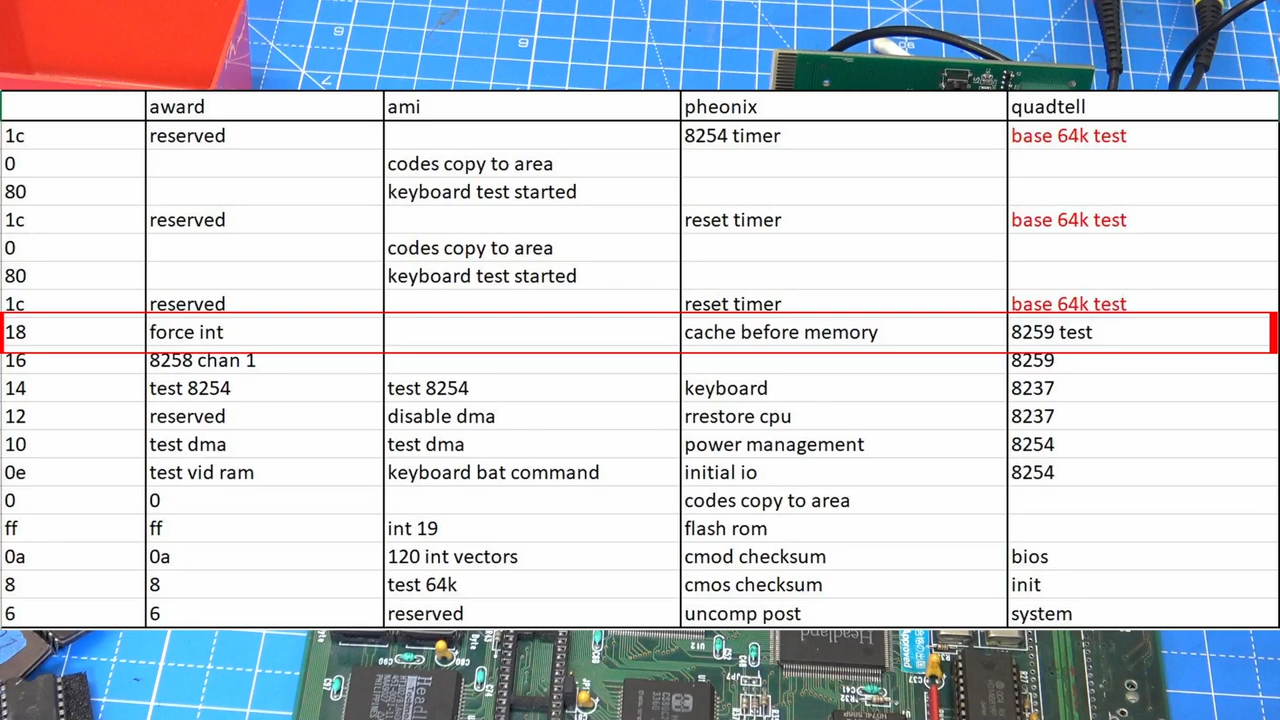 award ami pheonix quadtell
1c reserved 8254 timer base 64k test
0 codes copy to area
80 keyboard test started
1c reserved reset timer base 64k test
0 codes copy to area
80 keyboard test started
1c reserved reset timer base 64k test
18 force int cache before memory 8259 test
16 8258 chan 1 8259
14 test 8254 test 8254 keyboard 8237
12 reserved disable dma rrestore cpu 8237
10 test dma test dma power management 8254
0e test vid ram keyboard bat command initial io 8254
0 0 codes copy to area
ff ff int 19 flash rom
0a 0a 120 int vectors cmod checksum bios
8 8 test 64k cmos checksum init
6 6 reserved uncomp post system
Headland
Approved
U12